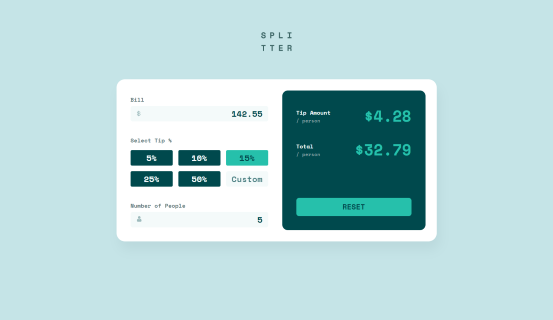 SPLI
TTER
Bill
$
142.55
Select Tip %
5%
10%
15%
25%
50%
Custom
Number of People
5
Tip Amount
/ person
$4.28
Total
/ person
$32.79
RESET